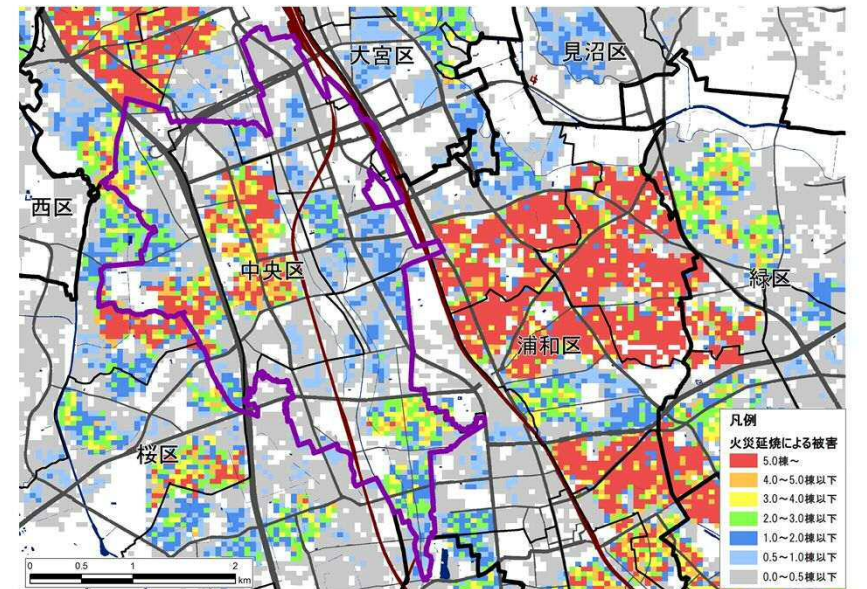 大宮区
見沼区
西区
中央区
緑区
浦和区
桜区
凡例
火災延焼による被害
5.0棟～
4.0～5.0棟以下
3.0～4.0棟以下
2.0～3.0棟以下
1.0～2.0棟以下
0.5～1.0棟以下
0.0～0.5棟以下
0 0.5 1 2
km